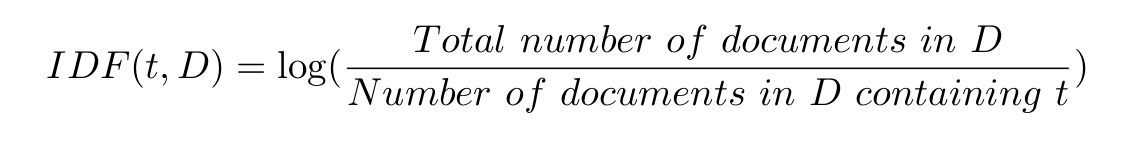 IDF(t, D) = log(Total number of documents in D / Number of documents in D containing t)